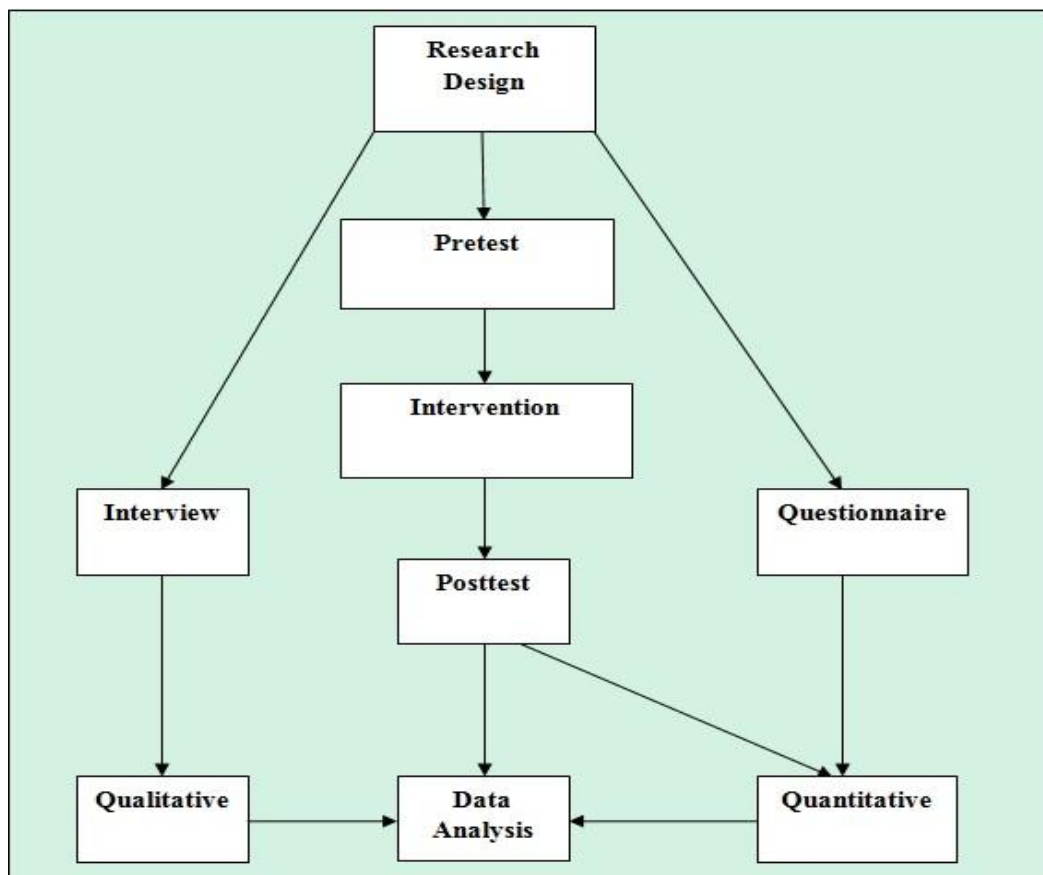 Research
Design
Pretest
Intervention
Interview
Questionnaire
Posttest
Qualitative
Data
Analysis
Quantitative